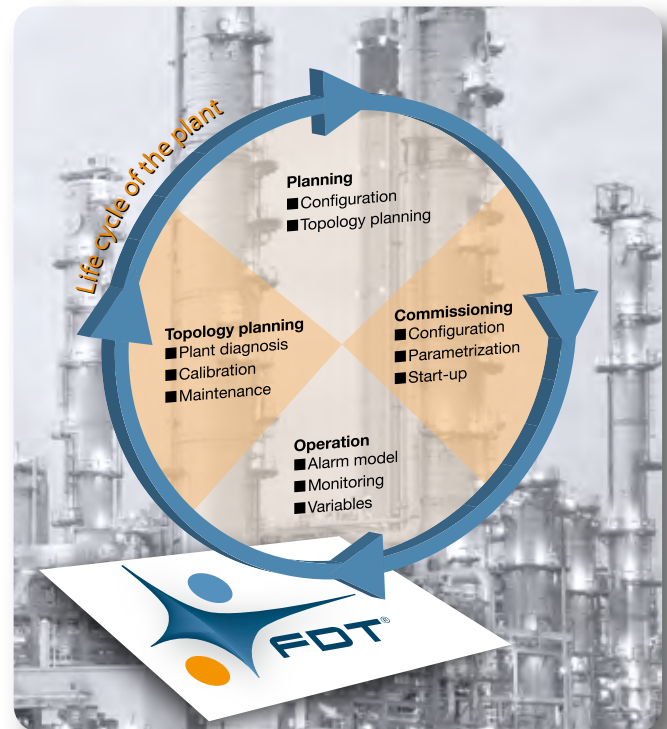 Life cycle of the plant
Planning
■ Configuration
■ Topology planning
Commissioning
■ Configuration
■ Parametrization
■ Start-up
Topology planning
■ Plant diagnosis
■ Calibration
■ Maintenance
Operation
■ Alarm model
■ Monitoring
■ Variables
FDT®